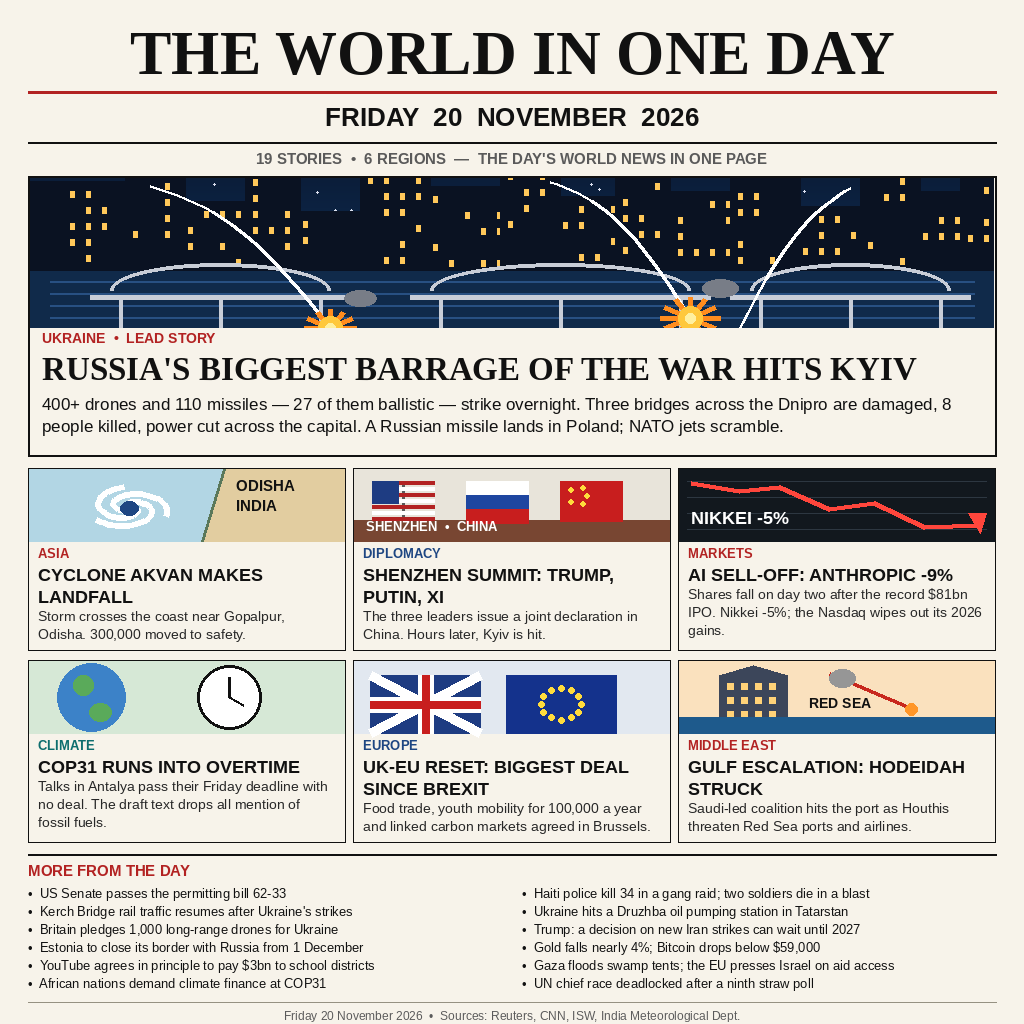 THE WORLD IN ONE DAY
FRIDAY 20 NOVEMBER 2026
19 STORIES • 6 REGIONS — THE DAY'S WORLD NEWS IN ONE PAGE
UKRAINE • LEAD STORY
RUSSIA'S BIGGEST BARRAGE OF THE WAR HITS KYIV
400+ drones and 110 missiles — 27 of them ballistic — strike overnight. Three bridges across the Dnipro are damaged, 8
people killed, power cut across the capital. A Russian missile lands in Poland; NATO jets scramble.
ODISHA
INDIA
ASIA
CYCLONE AKVAN MAKES
LANDFALL
Storm crosses the coast near Gopalpur,
Odisha. 300,000 moved to safety.
SHENZHEN • CHINA
DIPLOMACY
SHENZHEN SUMMIT: TRUMP,
PUTIN, XI
The three leaders issue a joint declaration in
China. Hours later, Kyiv is hit.
NIKKEI -5%
MARKETS
AI SELL-OFF: ANTHROPIC -9%
Shares fall on day two after the record $81bn
IPO. Nikkei -5%; the Nasdaq wipes out its 2026
gains.
CLIMATE
COP31 RUNS INTO OVERTIME
Talks in Antalya pass their Friday deadline with
no deal. The draft text drops all mention of
fossil fuels.
EUROPE
UK-EU RESET: BIGGEST DEAL
SINCE BREXIT
Food trade, youth mobility for 100,000 a year
and linked carbon markets agreed in Brussels.
RED SEA
MIDDLE EAST
GULF ESCALATION: HODEIDAH
STRUCK
Saudi-led coalition hits the port as Houthis
threaten Red Sea ports and airlines.
MORE FROM THE DAY
• US Senate passes the permitting bill 62-33
• Kerch Bridge rail traffic resumes after Ukraine's strikes
• Britain pledges 1,000 long-range drones for Ukraine
• Estonia to close its border with Russia from 1 December
• YouTube agrees in principle to pay $3bn to school districts
• African nations demand climate finance at COP31
• Haiti police kill 34 in a gang raid; two soldiers die in a blast
• Ukraine hits a Druzhba oil pumping station in Tatarstan
• Trump: a decision on new Iran strikes can wait until 2027
• Gold falls nearly 4%; Bitcoin drops below $59,000
• Gaza floods swamp tents; the EU presses Israel on aid access
• UN chief race deadlocked after a ninth straw poll
Friday 20 November 2026 • Sources: Reuters, CNN, ISW, India Meteorological Dept.